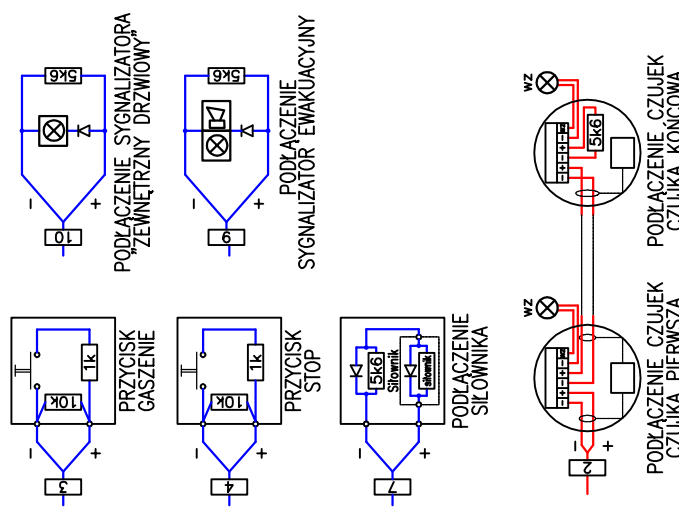 10
–
+
5k6
PODŁĄCZENIE SYGNALIZATORA
"ZEWNĘTRZNY DRZWIOWY"
9
–
+
5k6
PODŁĄCZENIE
SYGNALIZATOR EWAKUACYJNY
3
–
+
10k
1k
PRZYCISK
GASZENIE
4
–
+
10k
1k
PRZYCISK
STOP
7
–
+
5k6
Siłownik
siłownik
PODŁĄCZENIE
SIŁOWNIKA
WZ
– + – +
5k6
PODŁĄCZENIE CZUJEK
CZUJKA KOŃCOWA
2
–
+
WZ
– + – +
PODŁĄCZENIE CZUJEK
CZUJKA PIERWSZA